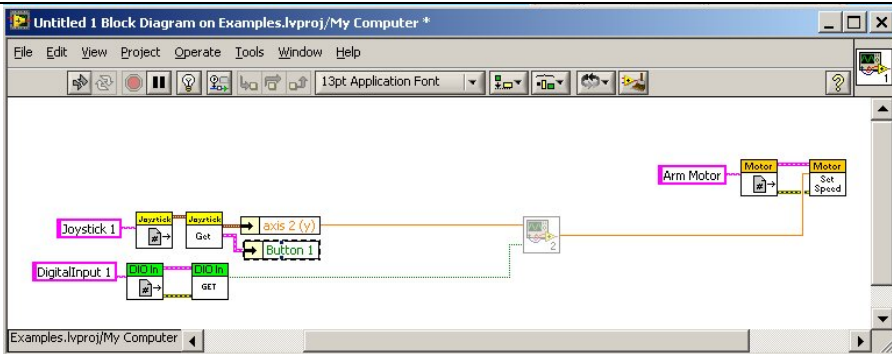 Untitled 1 Block Diagram on Examples.lvproj/My Computer *
File Edit View Project Operate Tools Window Help
13pt Application Font
1
Arm Motor
Motor
#
Motor
Set
Speed
Joystick 1
Joystick
#
Joystick
Get
axis 2 (y)
Button 1
2
DigitalInput 1
DIO In
#
DIO In
GET
Examples.lvproj/My Computer